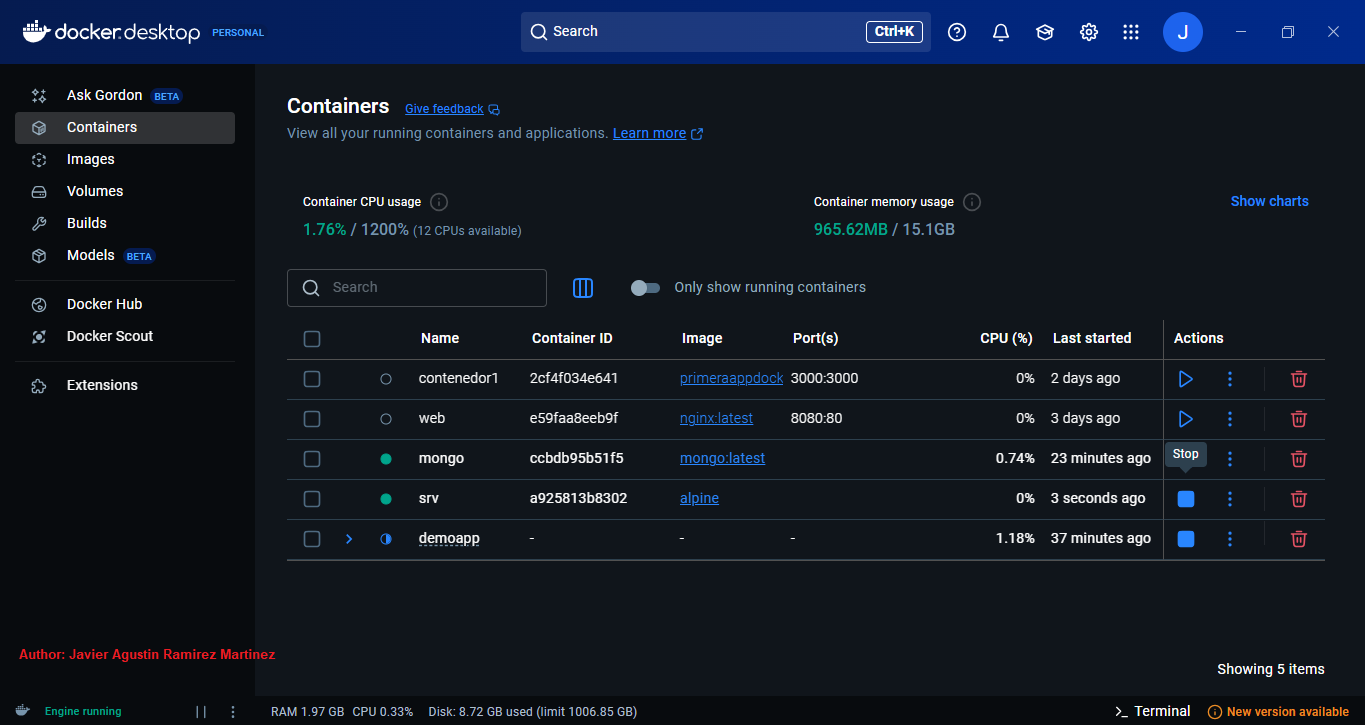 docker.desktop PERSONAL
Search Ctrl+K
J
Ask Gordon BETA
Containers
Images
Volumes
Builds
Models BETA
Docker Hub
Docker Scout
Extensions
Containers Give feedback
View all your running containers and applications. Learn more
Container CPU usage
1.76% / 1200% (12 CPUs available)
Container memory usage
965.62MB / 15.1GB
Show charts
Search
Only show running containers
Name Container ID Image Port(s) CPU (%) Last started Actions
contenedor1 2cf4f034e641 primeraappdock 3000:3000 0% 2 days ago
web e59faa8eeb9f nginx:latest 8080:80 0% 3 days ago
mongo ccbdb95b51f5 mongo:latest 0.74% 23 minutes ago
Stop
srv a925813b8302 alpine 0% 3 seconds ago
demoapp - - - 1.18% 37 minutes ago
Author: Javier Agustin Ramirez Martinez
Showing 5 items
Engine running
RAM 1.97 GB CPU 0.33% Disk: 8.72 GB used (limit 1006.85 GB)
>_ Terminal
New version available